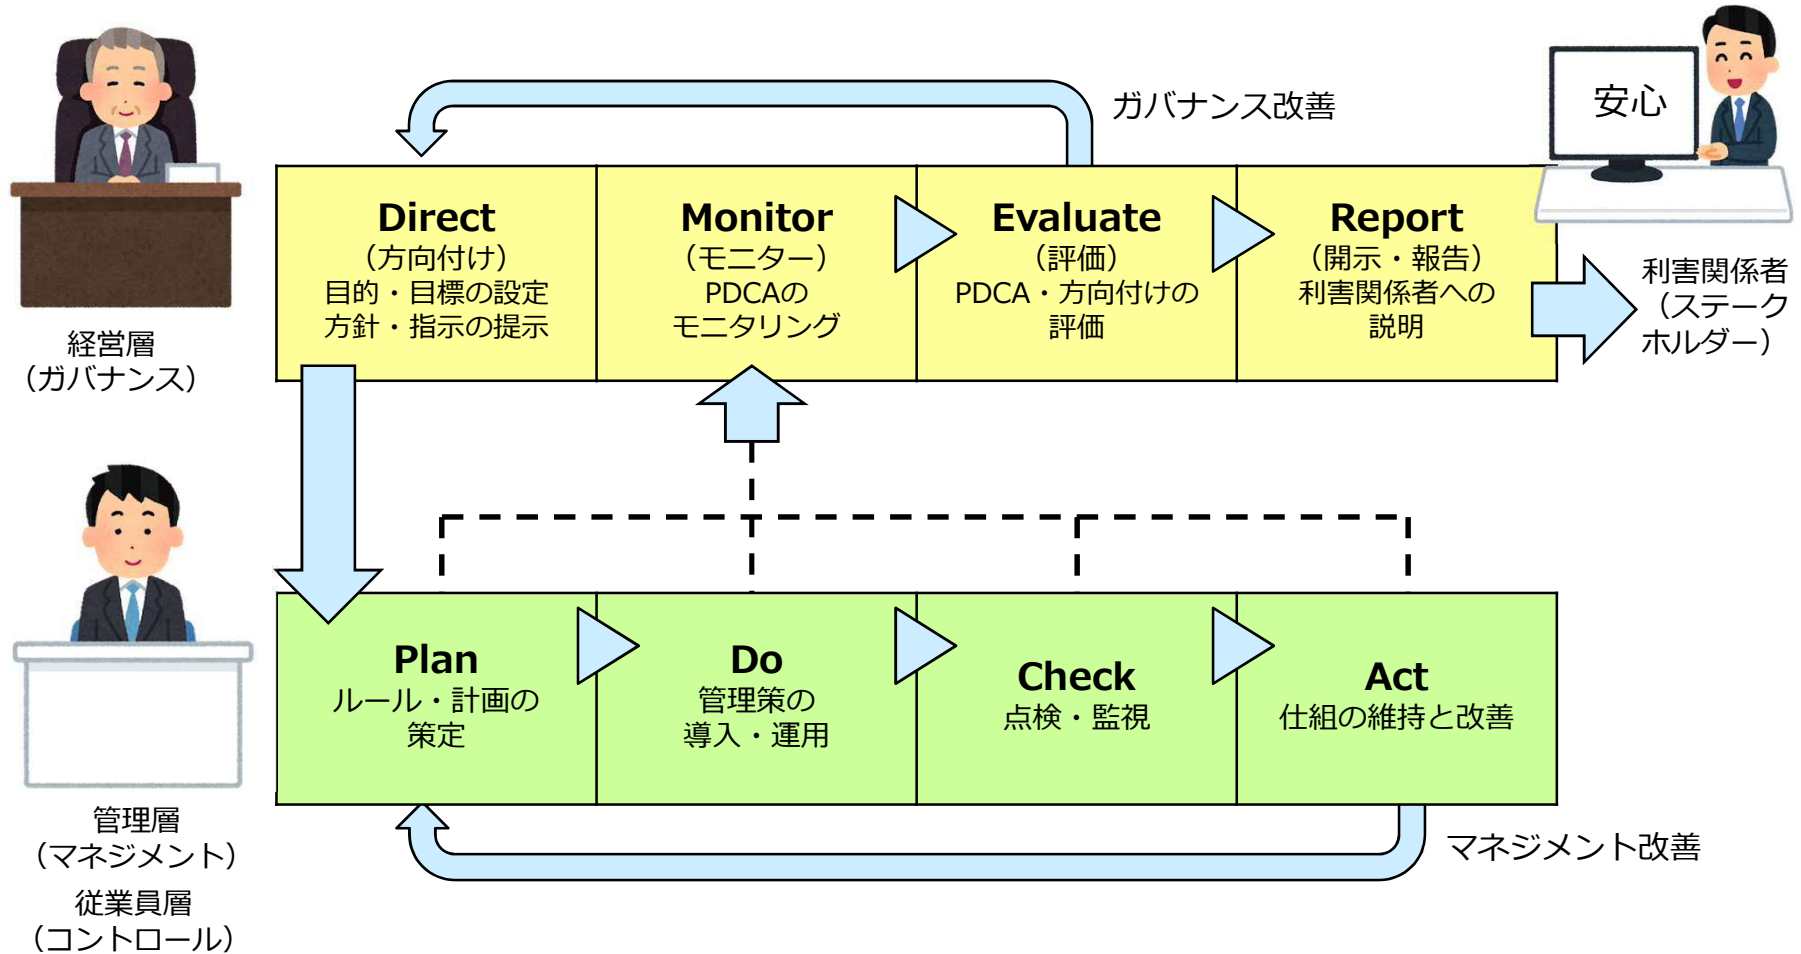 ガバナンス改善
安心
Direct
（方向付け）
目的・目標の設定
方針・指示の提示
Monitor
（モニター）
PDCAの
モニタリング
Evaluate
（評価）
PDCA・方向付けの
評価
Report
（開示・報告）
利害関係者への
説明
利害関係者
（ステーク
ホルダー）
経営層
（ガバナンス）
Plan
ルール・計画の
策定
Do
管理策の
導入・運用
Check
点検・監視
Act
仕組の維持と改善
管理層
（マネジメント）
従業員層
（コントロール）
マネジメント改善